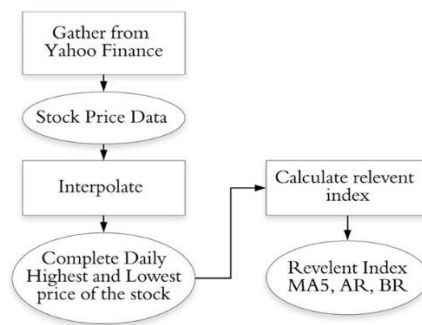 Gather from
Yahoo Finance
Stock Price Data
Interpolate
Complete Daily
Highest and Lowest
price of the stock
Calculate relevent
index
Revelent Index
MA5, AR, BR